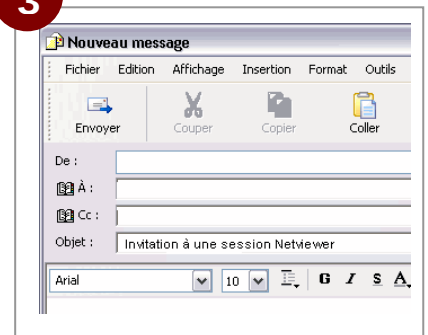 3
Nouveau message
Fichier Edition Affichage Insertion Format Outils
Envoyer Couper Copier Coller
De :
À :
Cc :
Objet : Invitation à une session Netviewer
Arial 10 G I S A